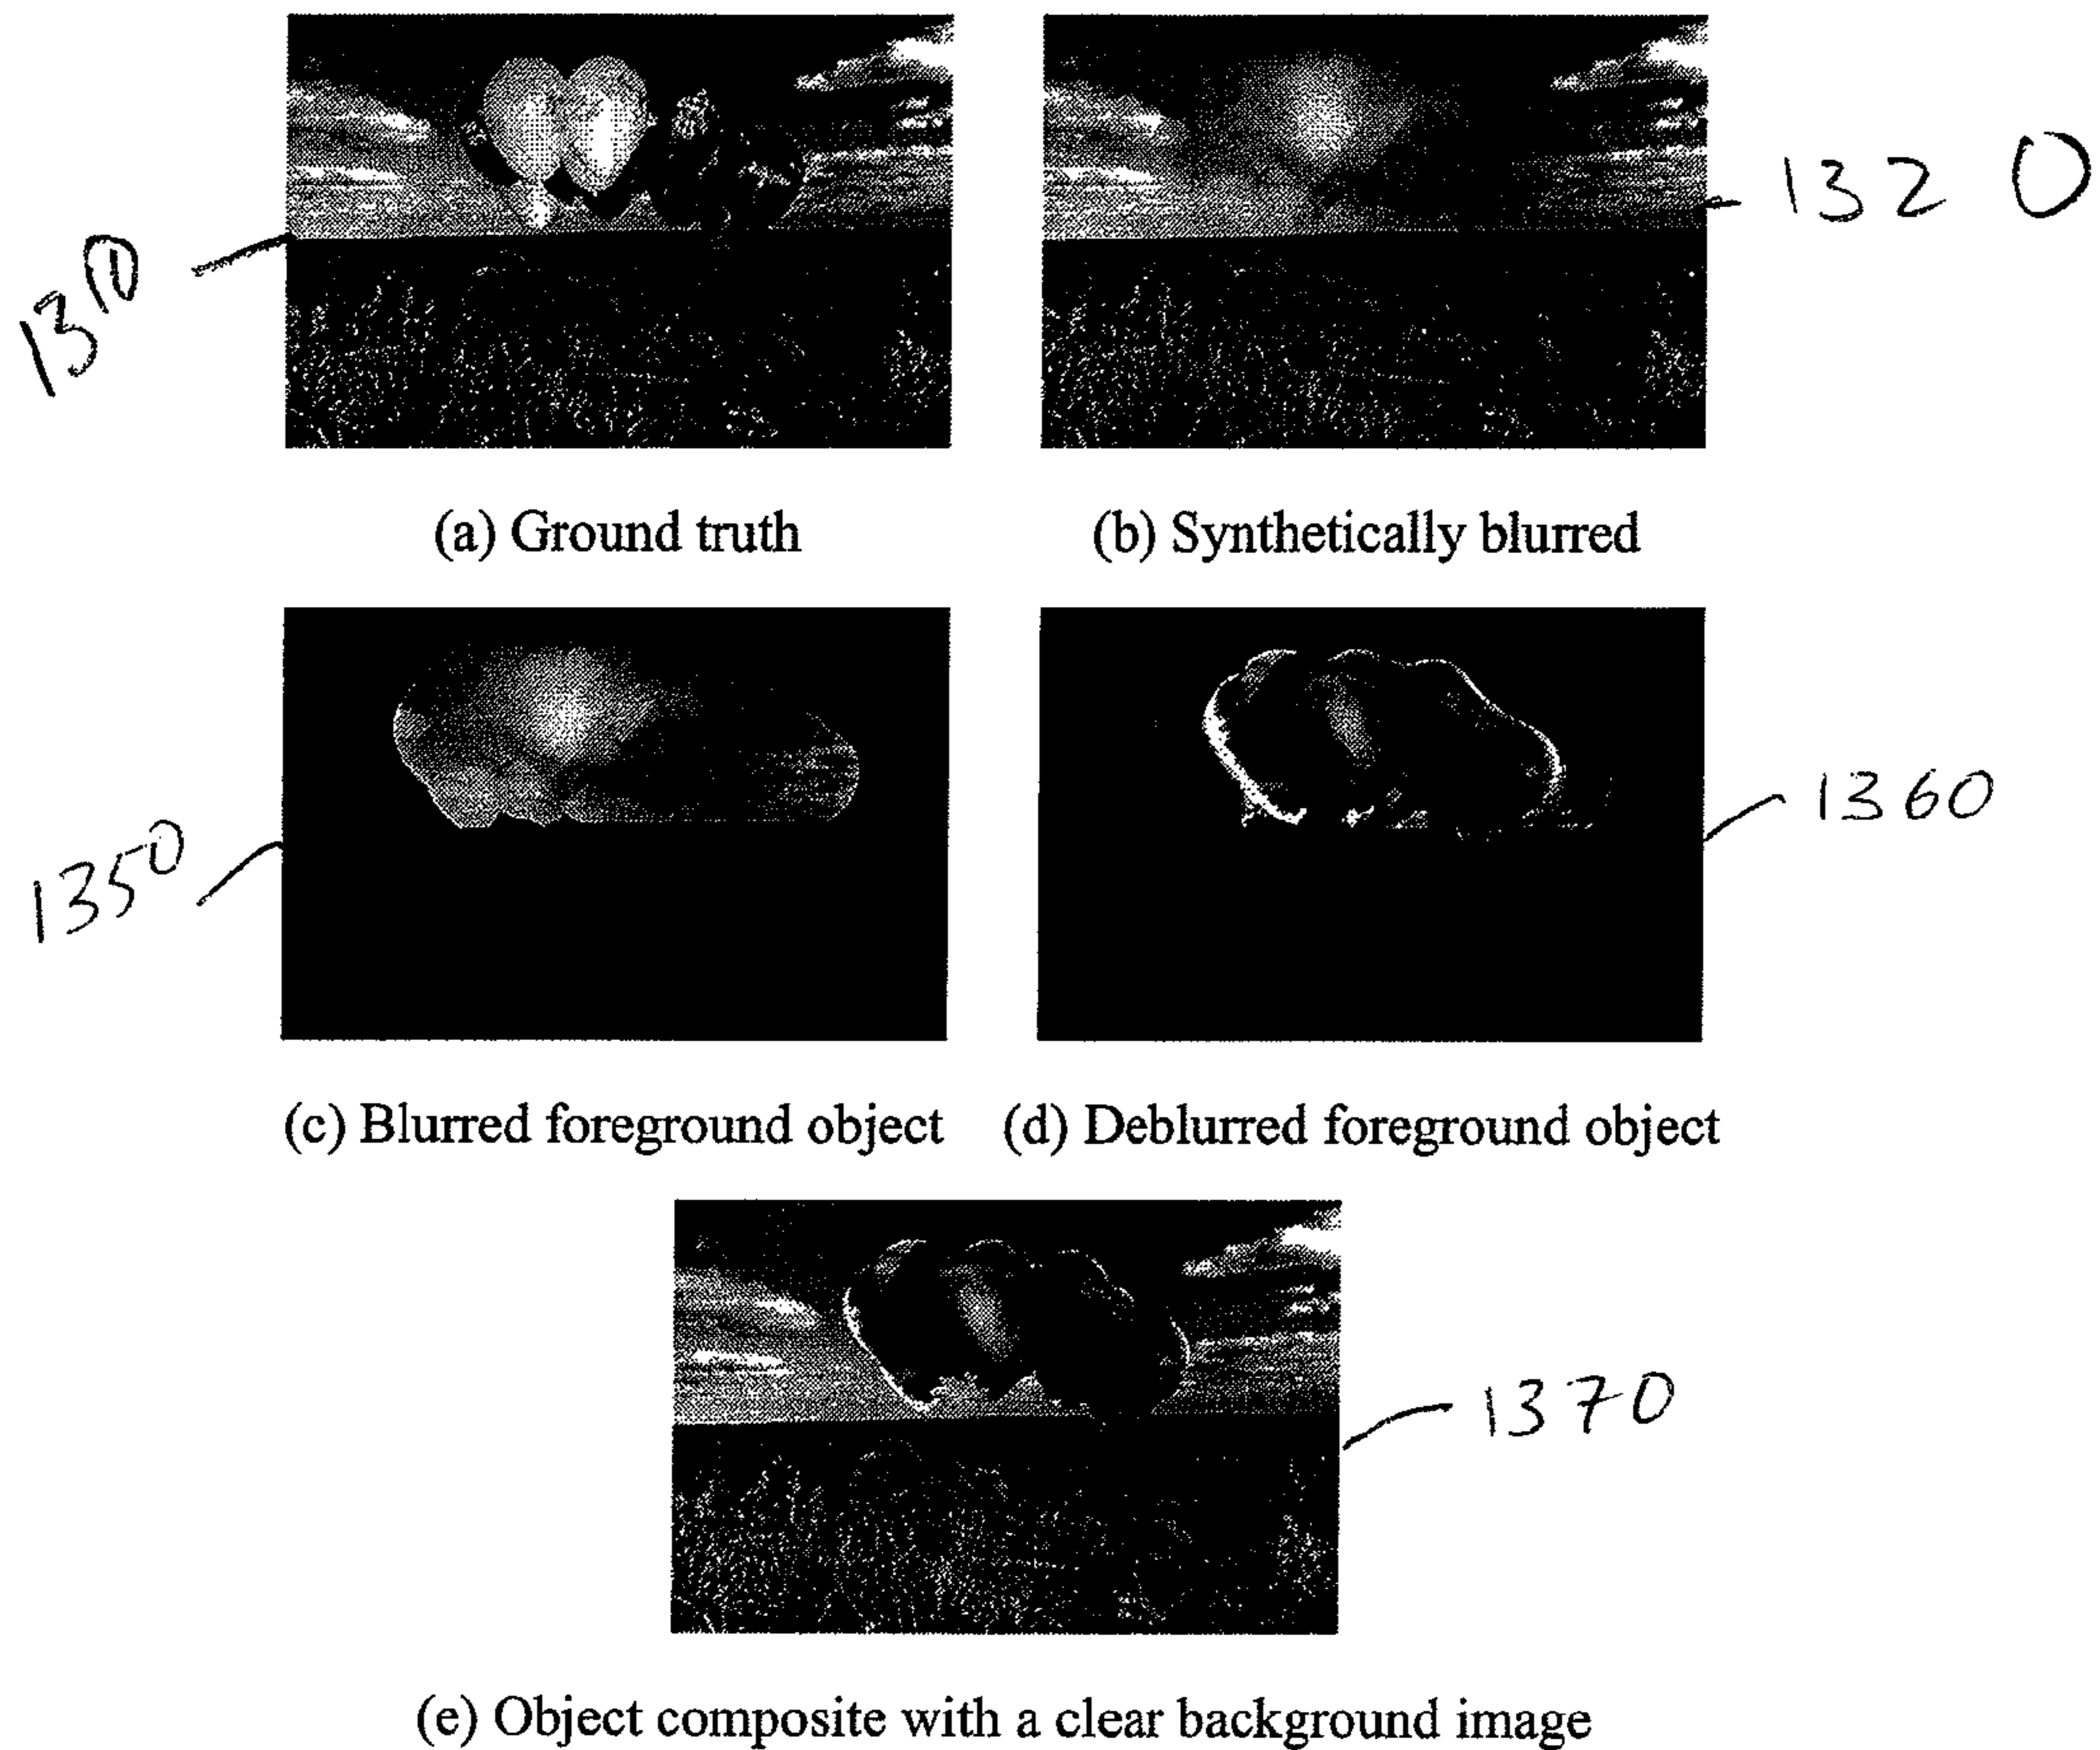 1310
1320
(a) Ground truth
(b) Synthetically blurred
1350
1360
(c) Blurred foreground object
(d) Deblurred foreground object
1370
(e) Object composite with a clear background image